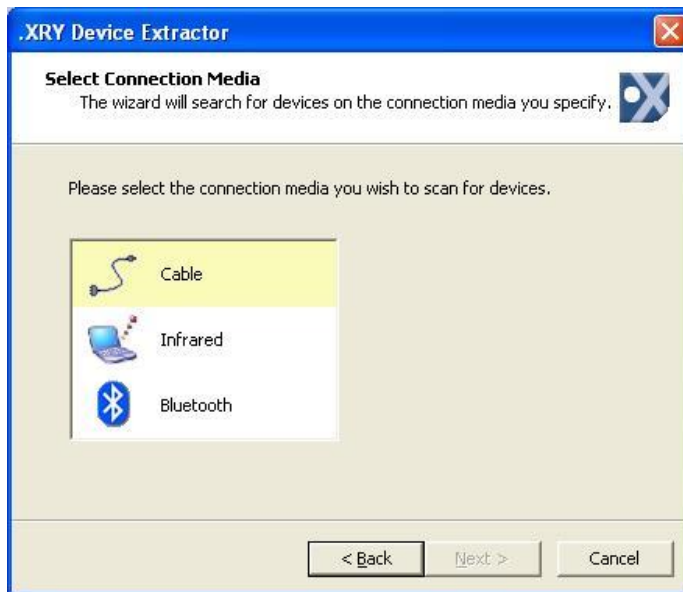 .XRY Device Extractor
Select Connection Media
The wizard will search for devices on the connection media you specify.
Please select the connection media you wish to scan for devices.
Cable
Infrared
Bluetooth
< Back
Next >
Cancel